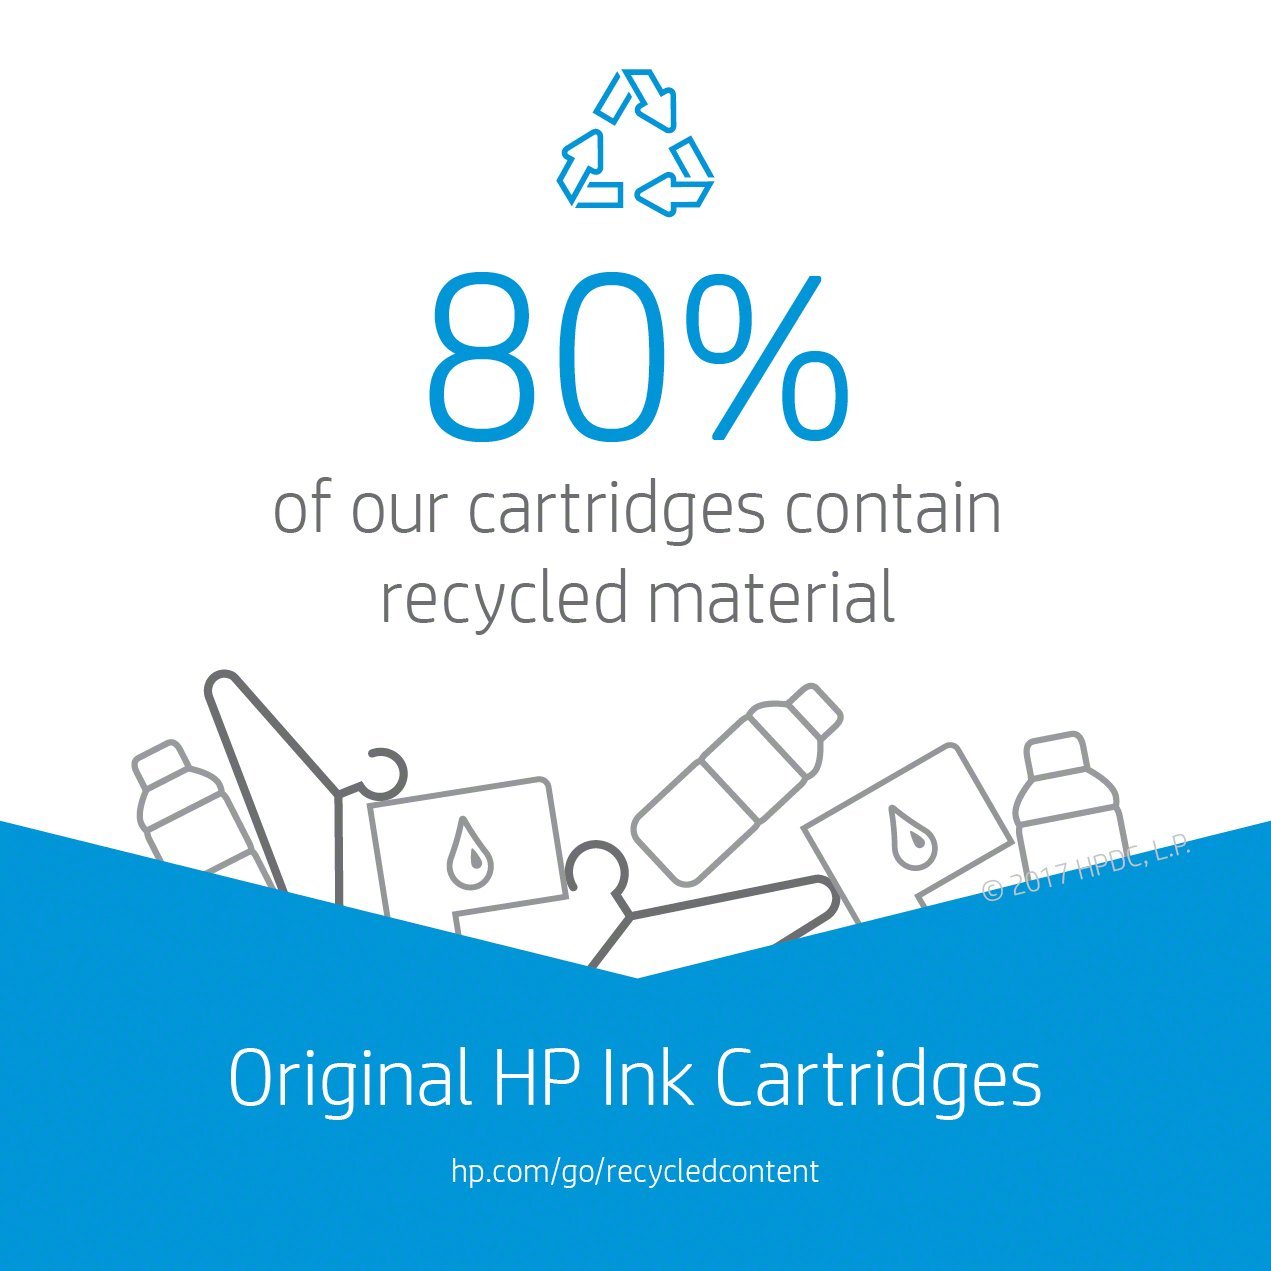 80%
of our cartridges contain
recycled material
© 2017 HPDC, L.P.
Original HP Ink Cartridges
hp.com/go/recycledcontent